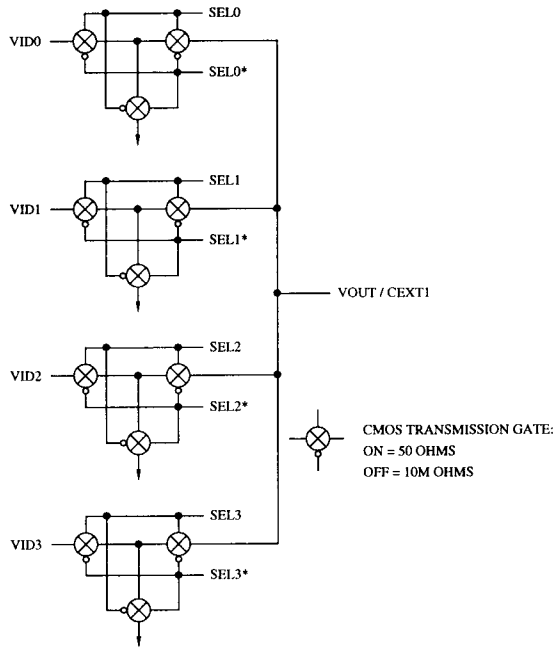 SEL0
VID0
SEL0*
SEL1
VID1
SEL1*
VOUT / CEXT1
SEL2
VID2
SEL2*
CMOS TRANSMISSION GATE:
ON = 50 OHMS
OFF = 10M OHMS
SEL3
VID3
SEL3*